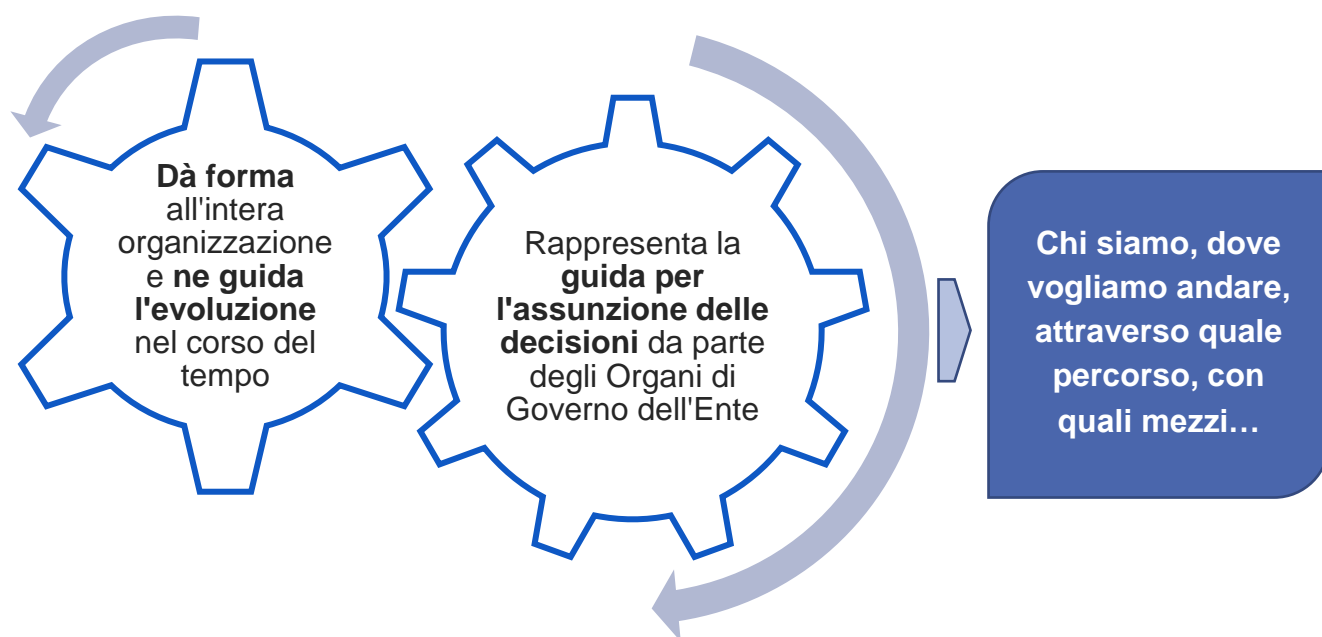 Dà forma
all'intera
organizzazione
e ne guida
l'evoluzione
nel corso del
tempo
Rappresenta la
guida per
l'assunzione delle
decisioni da parte
degli Organi di
Governo dell'Ente
Chi siamo, dove
vogliamo andare,
attraverso quale
percorso, con
quali mezzi…